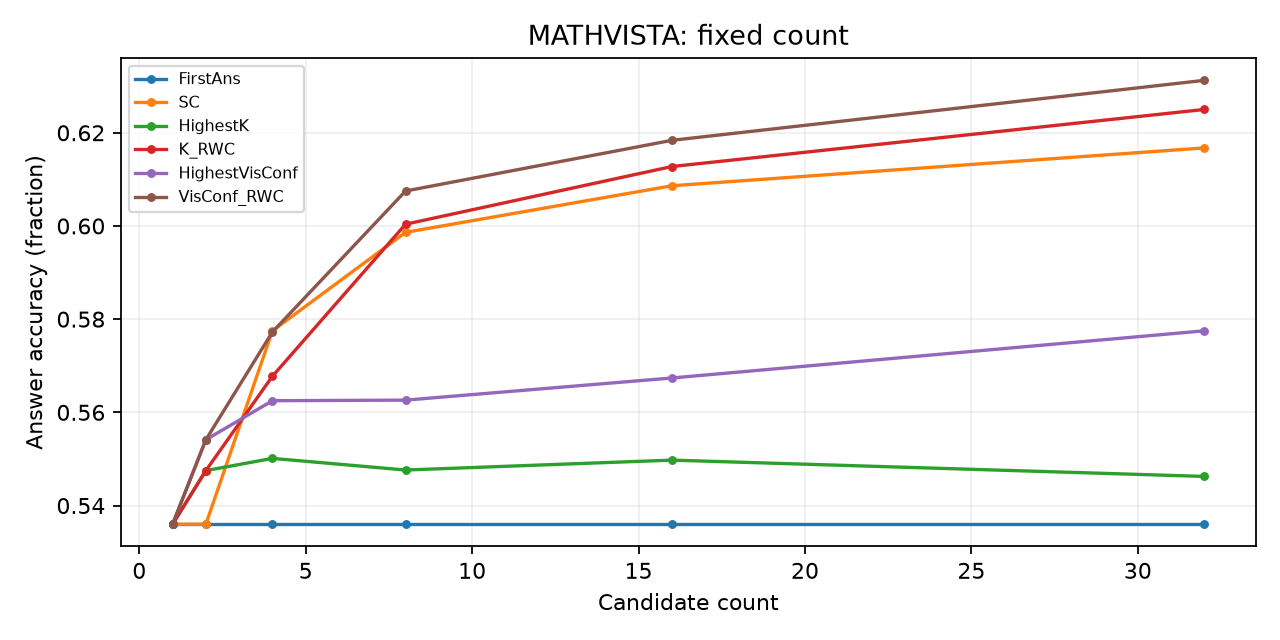 MATHVISTA: fixed count
FirstAns
SC
HighestK
K_RWC
HighestVisConf
VisConf_RWC
Answer accuracy (fraction)
0.62
0.60
0.58
0.56
0.54
0 5 10 15 20 25 30
Candidate count